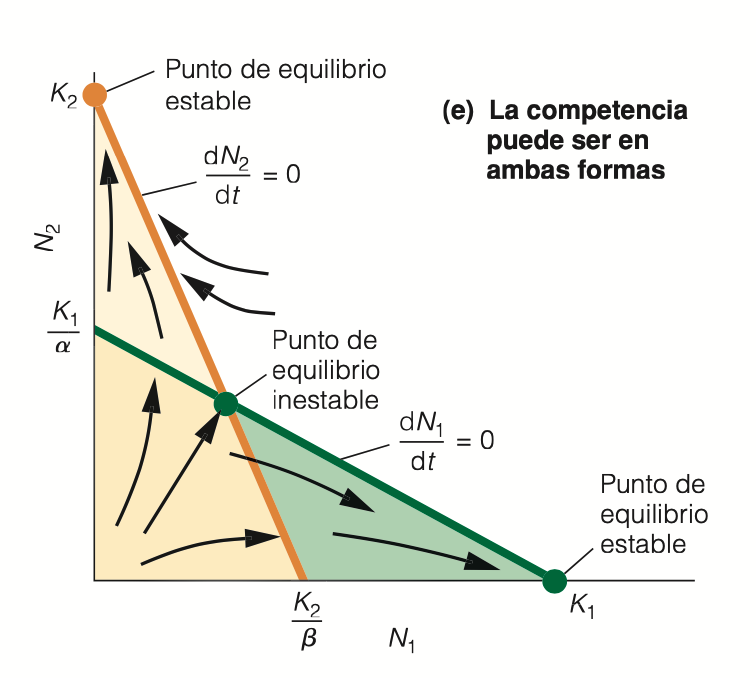 Punto de equilibrio
estable
K2
(e) La competencia
puede ser en
ambas formas
dN2
dt
= 0
N2
K1
α
Punto de
equilibrio
inestable
dN1
dt
= 0
Punto de
equilibrio
estable
K2
β
N1
K1